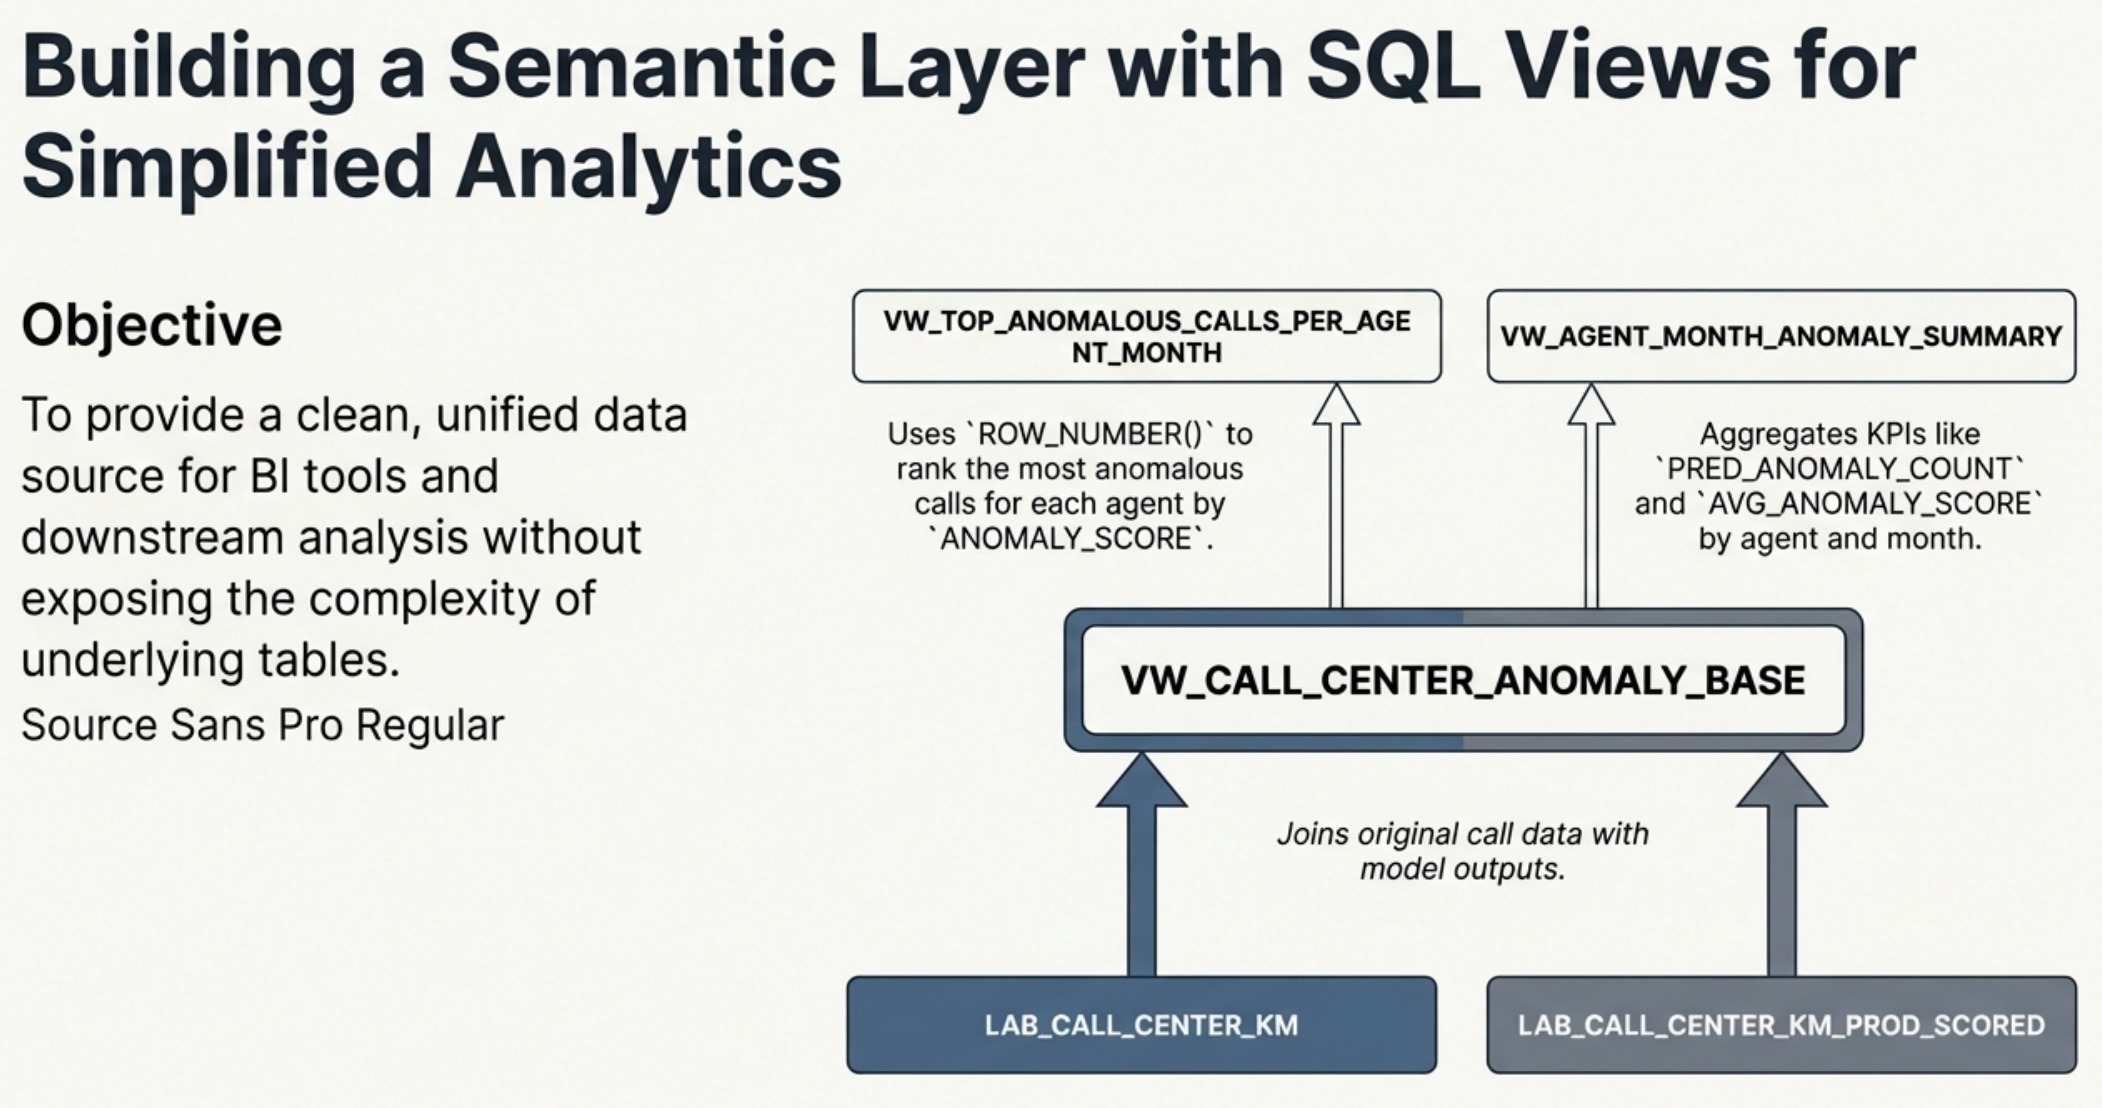 Building a Semantic Layer with SQL Views for
Simplified Analytics
Objective
To provide a clean, unified data
source for BI tools and
downstream analysis without
exposing the complexity of
underlying tables.
Source Sans Pro Regular
VW_TOP_ANOMALOUS_CALLS_PER_AGE
NT_MONTH
VW_AGENT_MONTH_ANOMALY_SUMMARY
Uses `ROW_NUMBER()` to
rank the most anomalous
calls for each agent by
`ANOMALY_SCORE`.
Aggregates KPIs like
`PRED_ANOMALY_COUNT`
and `AVG_ANOMALY_SCORE`
by agent and month.
VW_CALL_CENTER_ANOMALY_BASE
Joins original call data with
model outputs.
LAB_CALL_CENTER_KM
LAB_CALL_CENTER_KM_PROD_SCORED